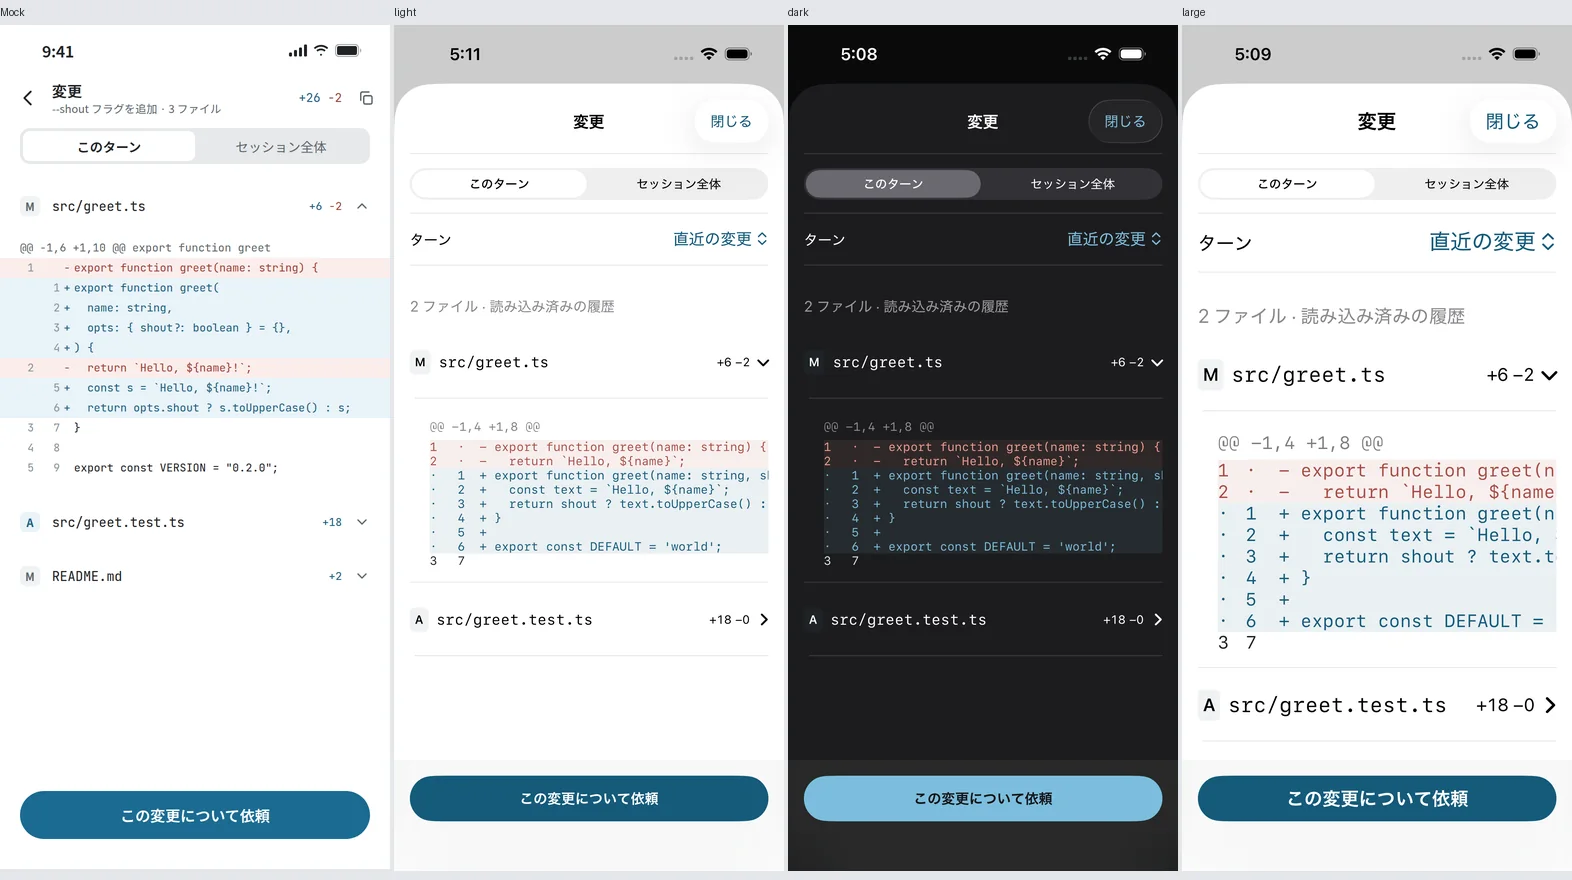 Mock
9:41
変更
--shout フラグを追加 · 3 ファイル
+26 -2
このターン
セッション全体
M src/greet.ts +6 -2
@@ -1,6 +1,10 @@ export function greet
1 - export function greet(name: string) {
1 + export function greet(
2 + name: string,
3 + opts: { shout?: boolean } = {},
4 + ) {
2 - return `Hello, ${name}!`;
5 + const s = `Hello, ${name}!`;
6 + return opts.shout ? s.toUpperCase() : s;
3 7 }
4 8
5 9 export const VERSION = "0.2.0";
A src/greet.test.ts +18
M README.md +2
この変更について依頼
light
5:11
変更
閉じる
このターン
セッション全体
ターン
直近の変更
2 ファイル · 読み込み済みの履歴
M src/greet.ts +6 −2
@@ −1,4 +1,8 @@
1 · − export function greet(name: string) {
2 · − return `Hello, ${name}`;
· 1 + export function greet(name: string, s
· 2 + const text = `Hello, ${name}`;
· 3 + return shout ? text.toUpperCase() :
· 4 + }
· 5 +
· 6 + export const DEFAULT = 'world';
3 7
A src/greet.test.ts +18 −0
この変更について依頼
dark
5:08
変更
閉じる
このターン
セッション全体
ターン
直近の変更
2 ファイル · 読み込み済みの履歴
M src/greet.ts +6 −2
@@ −1,4 +1,8 @@
1 · − export function greet(name: string) {
2 · − return `Hello, ${name}`;
· 1 + export function greet(name: string, s
· 2 + const text = `Hello, ${name}`;
· 3 + return shout ? text.toUpperCase() :
· 4 + }
· 5 +
· 6 + export const DEFAULT = 'world';
3 7
A src/greet.test.ts +18 −0
この変更について依頼
large
5:09
変更
閉じる
このターン
セッション全体
ターン
直近の変更
2 ファイル · 読み込み済みの履歴
M src/greet.ts +6 −2
@@ −1,4 +1,8 @@
1 · − export function greet(n
2 · − return `Hello, ${name
· 1 + export function greet(n
· 2 + const text = `Hello,
· 3 + return shout ? text.t
· 4 + }
· 5 +
· 6 + export const DEFAULT =
3 7
A src/greet.test.ts +18 −0
この変更について依頼